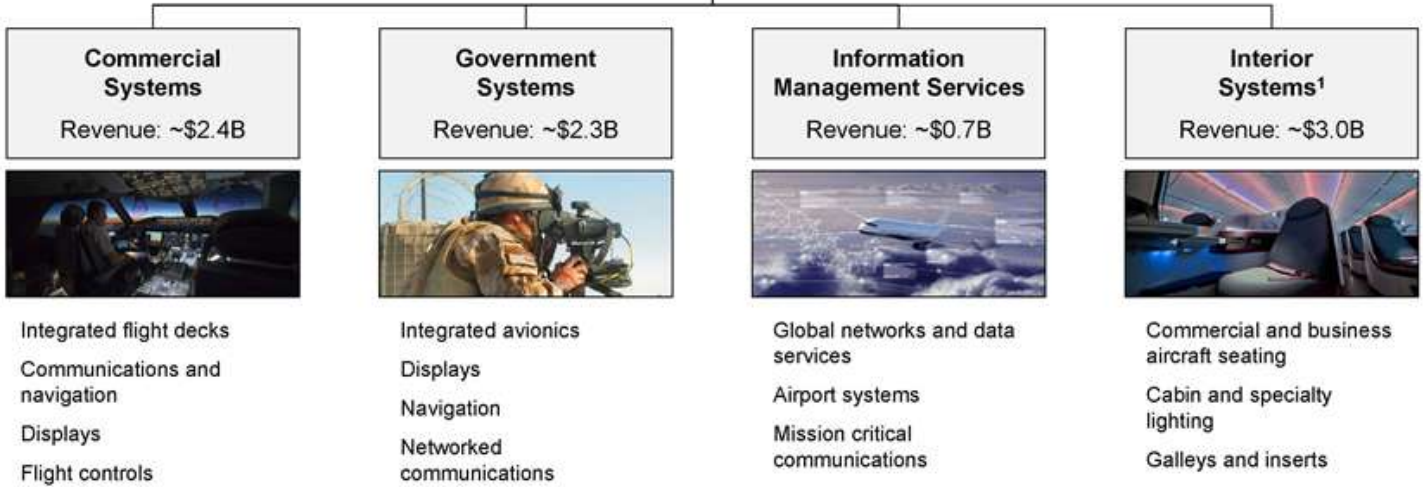 Commercial
Systems
Revenue: ~$2.4B
Government
Systems
Revenue: ~$2.3B
Information
Management Services
Revenue: ~$0.7B
Interior
Systems¹
Revenue: ~$3.0B
Integrated flight decks
Communications and
navigation
Displays
Flight controls
Integrated avionics
Displays
Navigation
Networked
communications
Global networks and data
services
Airport systems
Mission critical
communications
Commercial and business
aircraft seating
Cabin and specialty
lighting
Galleys and inserts